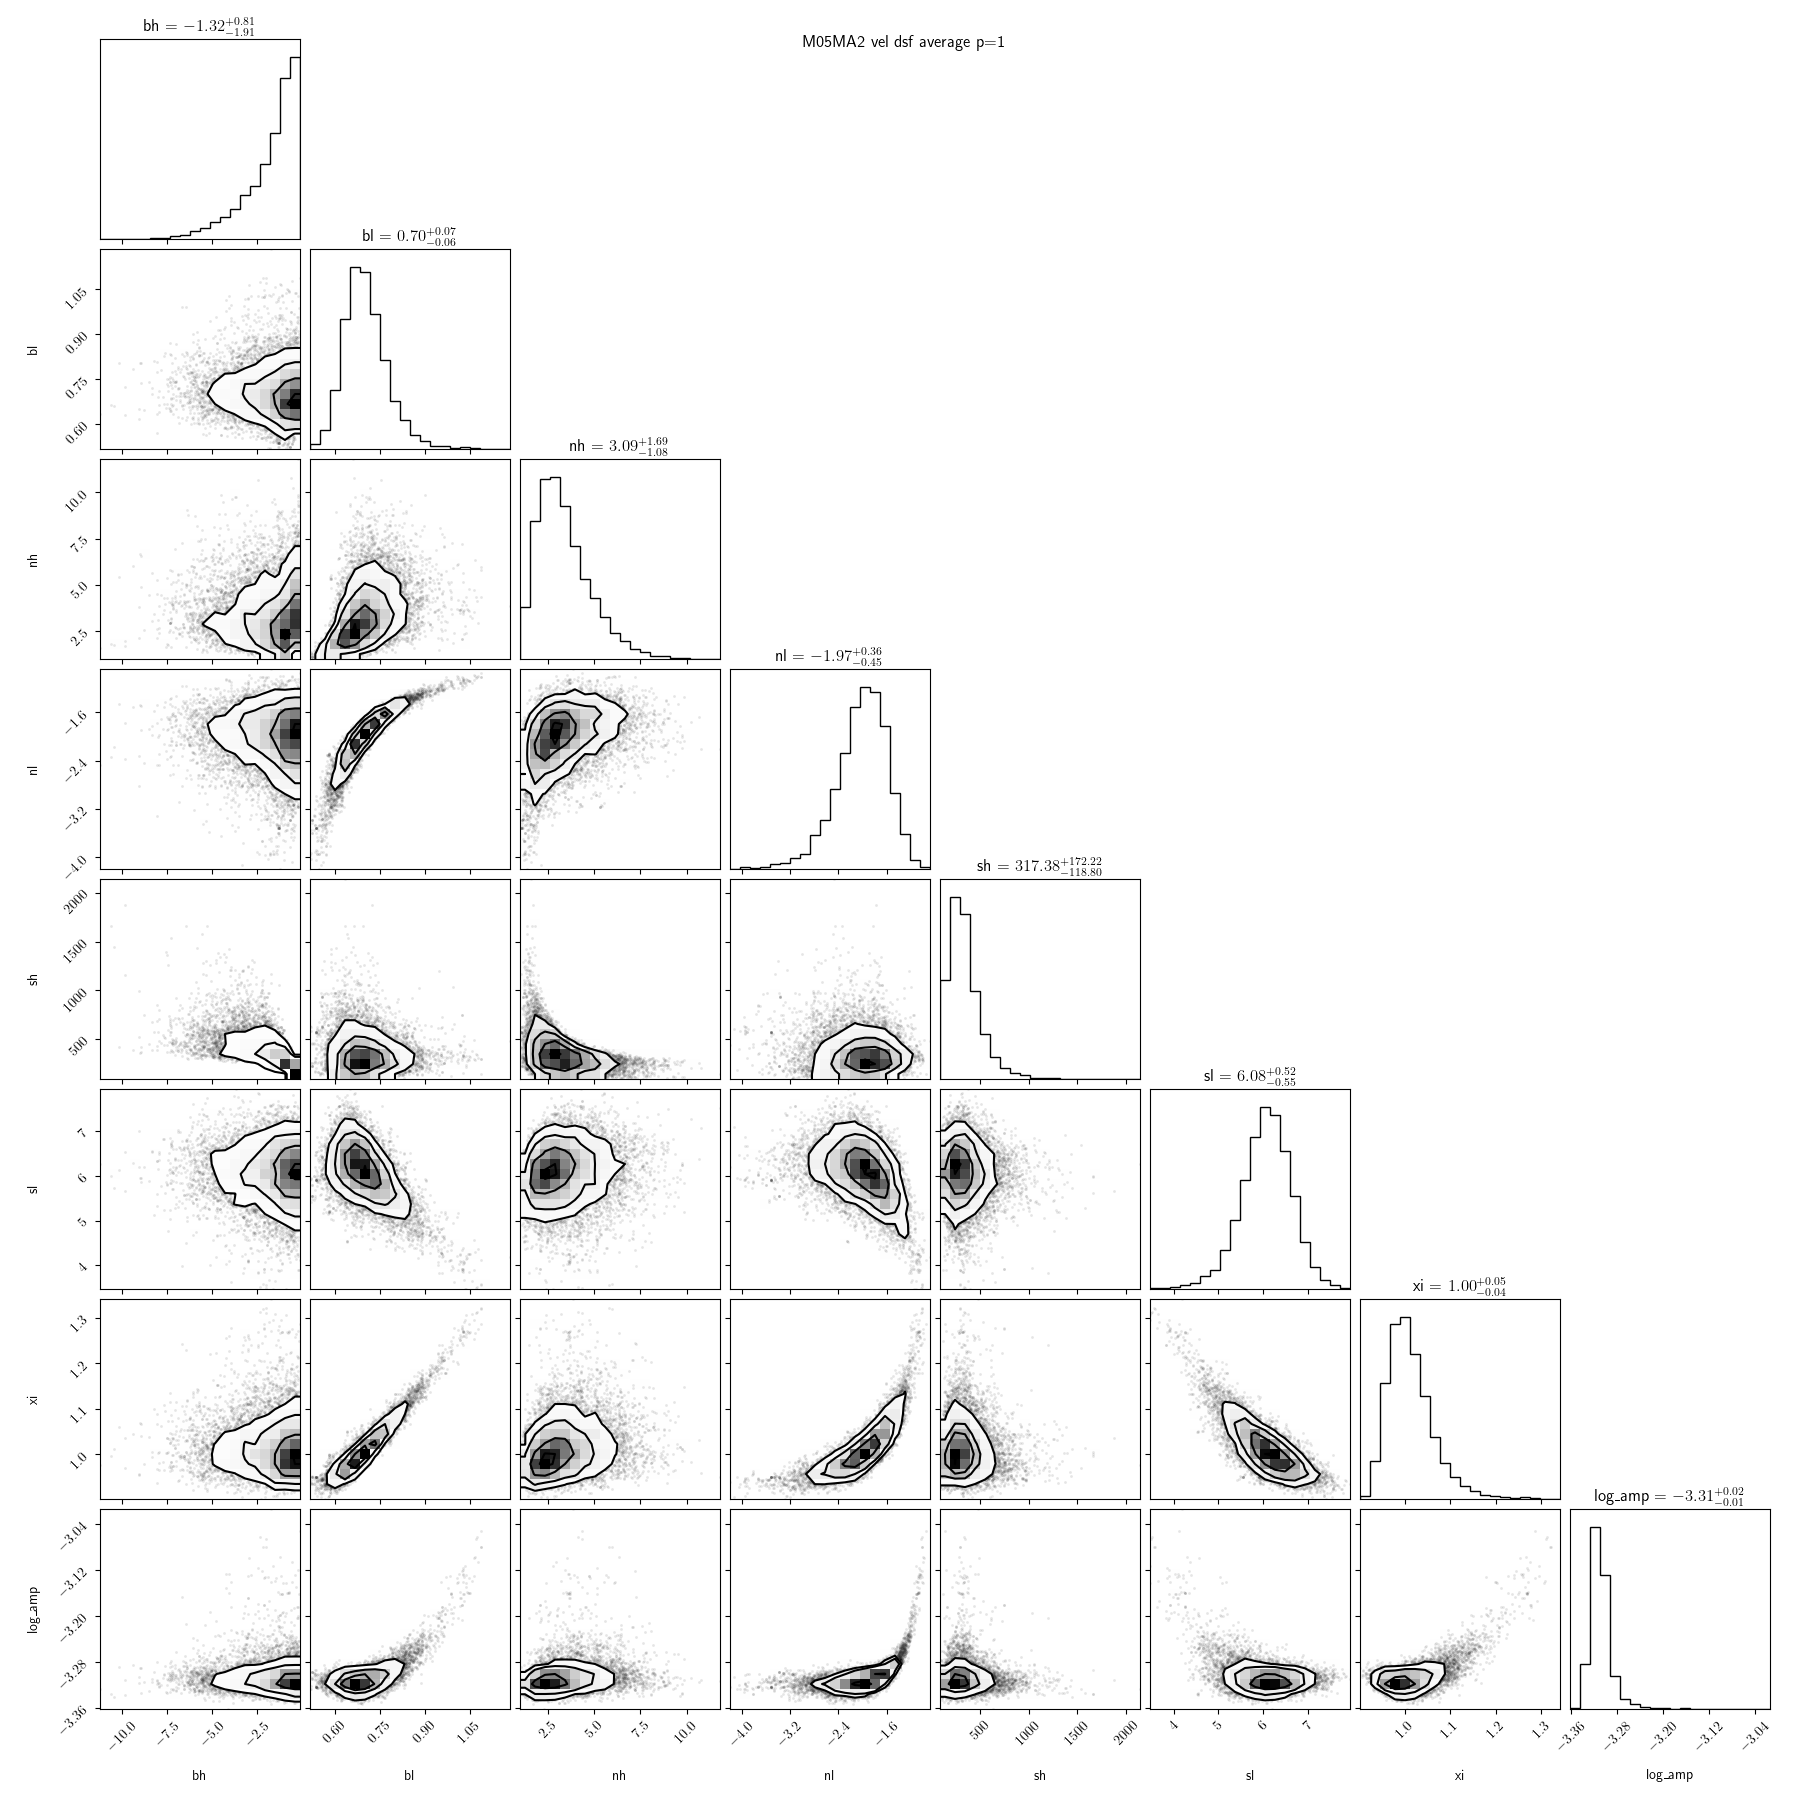 M05MA2 vel dsf average p=1
bh = −1.32+0.81−1.91
bl = 0.70+0.07−0.06
bl
1.05
0.90
0.75
0.60
nh = 3.09+1.69−1.08
nh
10.0
7.5
5.0
2.5
nl = −1.97+0.36−0.45
nl
−1.6
−2.4
−3.2
−4.0
sh = 317.38+172.22−118.80
sh
2000
1500
1000
500
sl = 6.08+0.52−0.55
sl
7
6
5
4
xi = 1.00+0.05−0.04
xi
1.3
1.2
1.1
1.0
log_amp = −3.31+0.02−0.01
log_amp
−3.04
−3.12
−3.20
−3.28
−3.36
−10.0 −7.5 −5.0 −2.5
0.60 0.75 0.90 1.05
2.5 5.0 7.5 10.0
−4.0 −3.2 −2.4 −1.6
500 1000 1500 2000
4 5 6 7
1.0 1.1 1.2 1.3
−3.36 −3.28 −3.20 −3.12 −3.04
bh bl nh nl sh sl xi log_amp